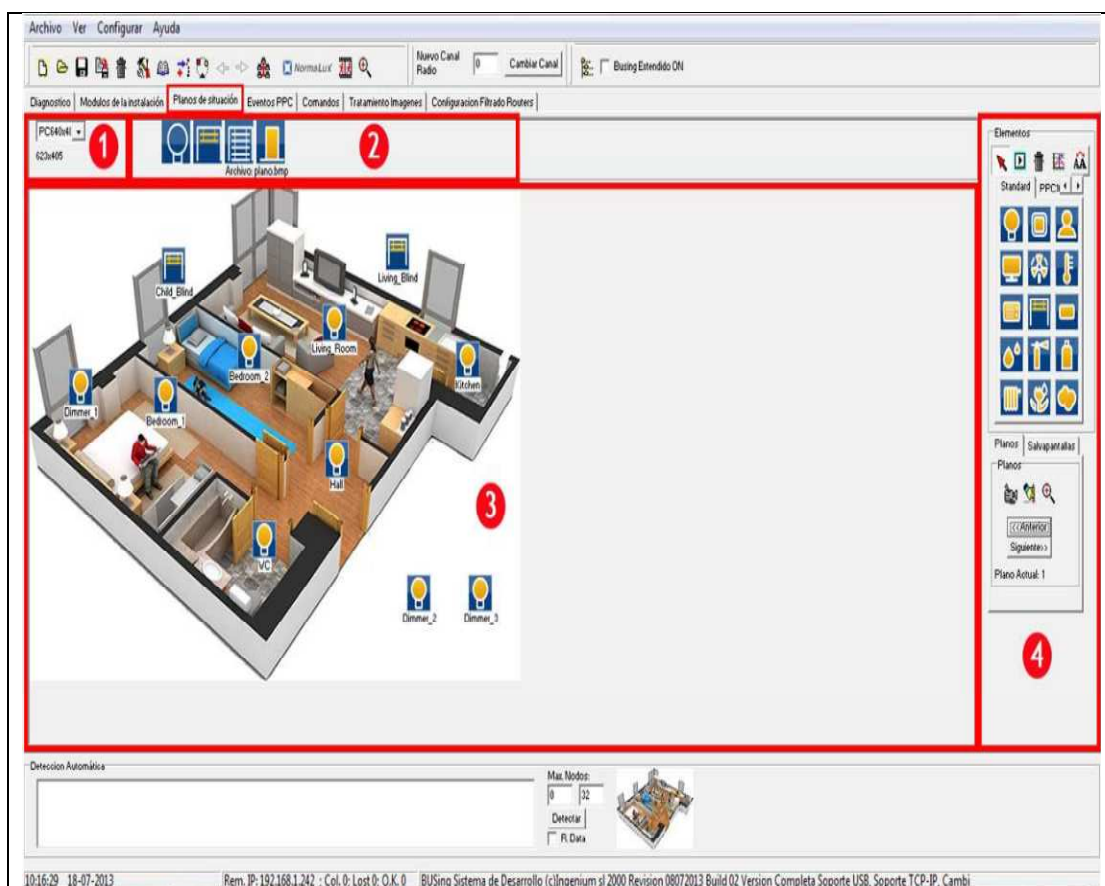 Archivo Ver Configurar Ayuda
NormaLux
Nuevo Canal
Radio
0
Cambiar Canal
Busing Extendido ON
Diagnostico Modulos de la instalación Planos de situación Eventos PPC Comandos Tratamiento Imagenes Configuracion Filtrado Routers
623x405
1
2
Archivo: plano.bmp
Elementos
Standard
Child_Blind
Living_Blind
Living_Room
Bedroom_2
Kitchen
Dimmer_1
Bedroom_1
Hall
3
VC
Dimmer_2 Dimmer_3
Planos Salvapantallas
Planos
<<Anterior
Siguiente>>
Plano Actual: 1
4
Deteccion Automática
Max. Nodos:
0 32
Detectar
R.Data
10:16:29 18-07-2013 Rem. IP: 192.168.1.242 : Col. 0: Lost 0: O.K. 0 BUSing Sistema de Desarrollo (c)Ingenium sl 2000 Revision 08072013 Build 02 Version Completa Soporte USB, Soporte TCP-IP, Cambi